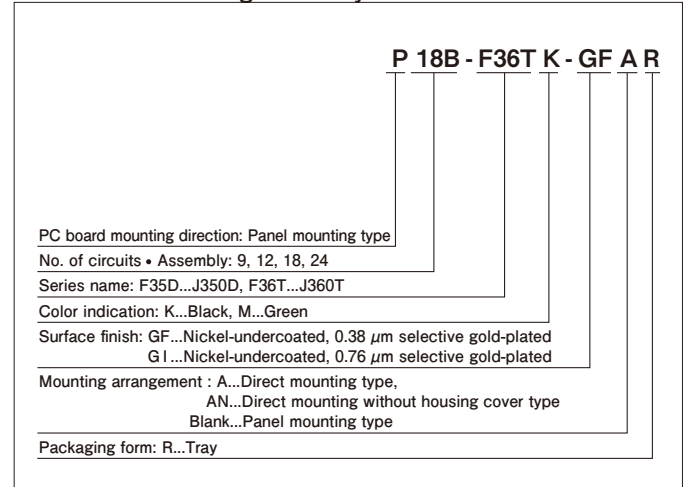 P 18B - F36T K - GF A R
PC board mounting direction: Panel mounting type
No. of circuits • Assembly: 9, 12, 18, 24
Series name: F35D...J350D, F36T...J360T
Color indication: K...Black, M...Green
Surface finish: GF...Nickel-undercoated, 0.38 μm selective gold-plated
G I ...Nickel-undercoated, 0.76 μm selective gold-plated
Mounting arrangement : A...Direct mounting type,
AN...Direct mounting without housing cover type
Blank...Panel mounting type
Packaging form: R...Tray